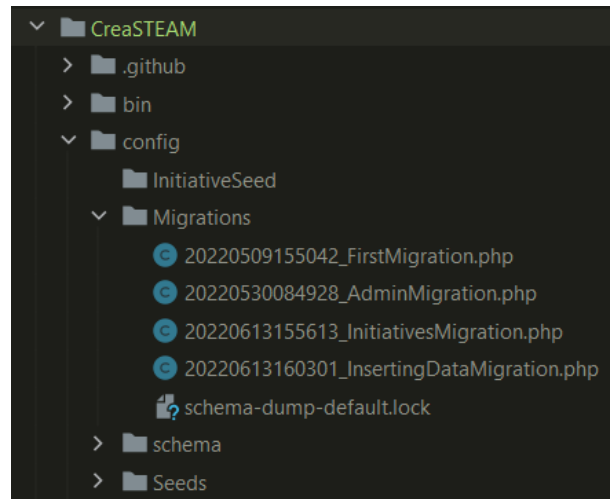 CreaSTEAM
.github
bin
config
InitiativeSeed
Migrations
20220509155042_FirstMigration.php
20220530084928_AdminMigration.php
20220613155613_InitiativesMigration.php
20220613160301_InsertingDataMigration.php
schema-dump-default.lock
schema
Seeds